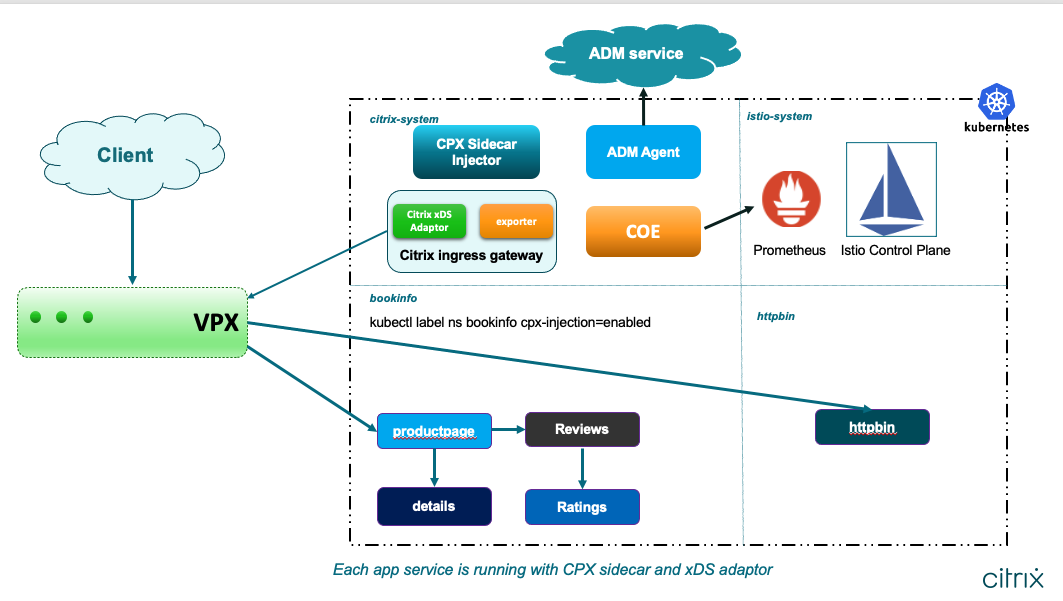 ADM service
citrix-system
istio-system
kubernetes
CPX Sidecar
Injector
ADM Agent
Client
Citrix xDS
Adaptor
exporter
Citrix ingress gateway
COE
Prometheus
Istio Control Plane
VPX
bookinfo
kubectl label ns bookinfo cpx-injection=enabled
httpbin
productpage
Reviews
httpbin
details
Ratings
Each app service is running with CPX sidecar and xDS adaptor
citrix